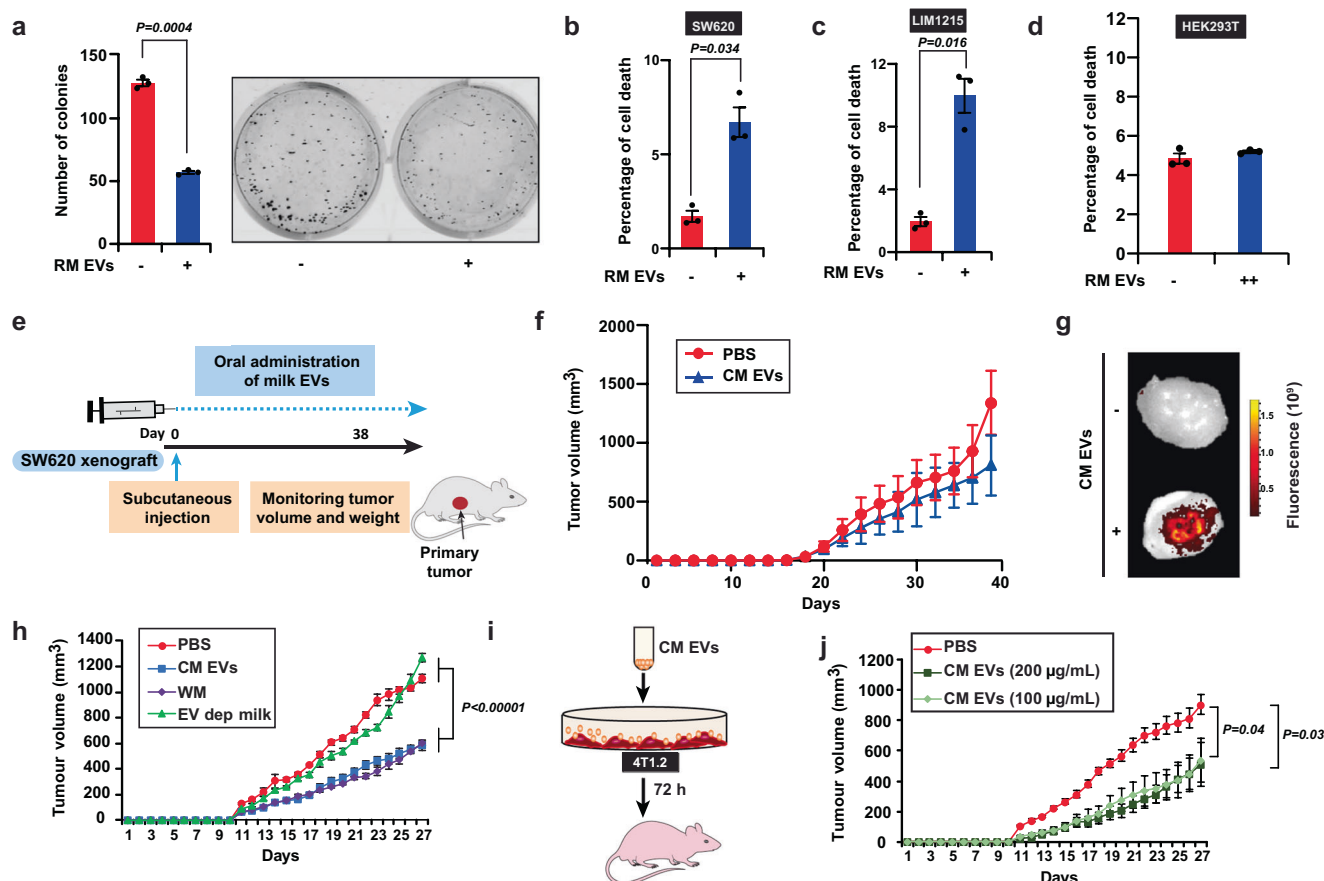 a
P=0.0004
150
100
50
0
Number of colonies
RM EVs
-
+
-
+
b
SW620
P=0.034
10
5
0
Percentage of cell death
RM EVs
-
+
c
LIM1215
P=0.016
12
8
4
0
Percentage of cell death
RM EVs
-
+
d
HEK293T
12
10
8
6
4
2
0
Percentage of cell death
RM EVs
-
++
e
Oral administration
of milk EVs
Day
0
38
SW620 xenograft
Subcutaneous
injection
Monitoring tumor
volume and weight
Primary
tumor
f
2000
1500
1000
500
0
Tumor volume (mm³)
PBS
CM EVs
0
10
20
30
40
Days
g
CM EVs
-
+
1.5
1.0
0.5
Fluorescence (10⁹)
h
1400
1200
1000
800
600
400
200
0
Tumour volume (mm³)
PBS
CM EVs
WM
EV dep milk
P<0.00001
1 3 5 7 9 11 13 15 17 19 21 23 25 27
Days
i
CM EVs
4T1.2
72 h
j
PBS
CM EVs (200 µg/mL)
CM EVs (100 µg/mL)
1200
1000
800
600
400
200
0
Tumour volume (mm³)
P=0.04
P=0.03
1 3 5 7 9 11 13 15 17 19 21 23 25 27
Days